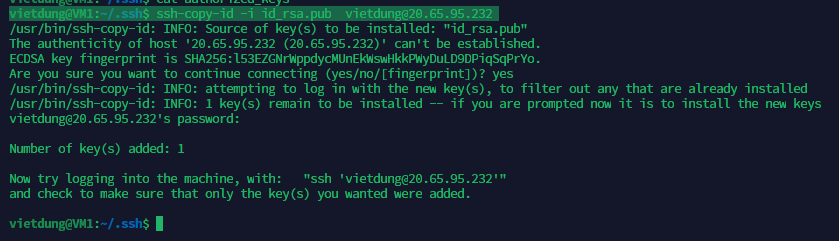 vietdung@VM1:~/.ssh$ cat authorized_keys
vietdung@VM1:~/.ssh$ ssh-copy-id -i id_rsa.pub  vietdung@20.65.95.232
/usr/bin/ssh-copy-id: INFO: Source of key(s) to be installed: "id_rsa.pub"
The authenticity of host '20.65.95.232 (20.65.95.232)' can't be established.
ECDSA key fingerprint is SHA256:l53EZGNrWppdycMUnEkWswHkkPWyDuLD9DPiqSqPrYo.
Are you sure you want to continue connecting (yes/no/[fingerprint])? yes
/usr/bin/ssh-copy-id: INFO: attempting to log in with the new key(s), to filter out any that are already installed
/usr/bin/ssh-copy-id: INFO: 1 key(s) remain to be installed -- if you are prompted now it is to install the new keys
vietdung@20.65.95.232's password:
Number of key(s) added: 1
Now try logging into the machine, with:   "ssh 'vietdung@20.65.95.232'"
and check to make sure that only the key(s) you wanted were added.
vietdung@VM1:~/.ssh$